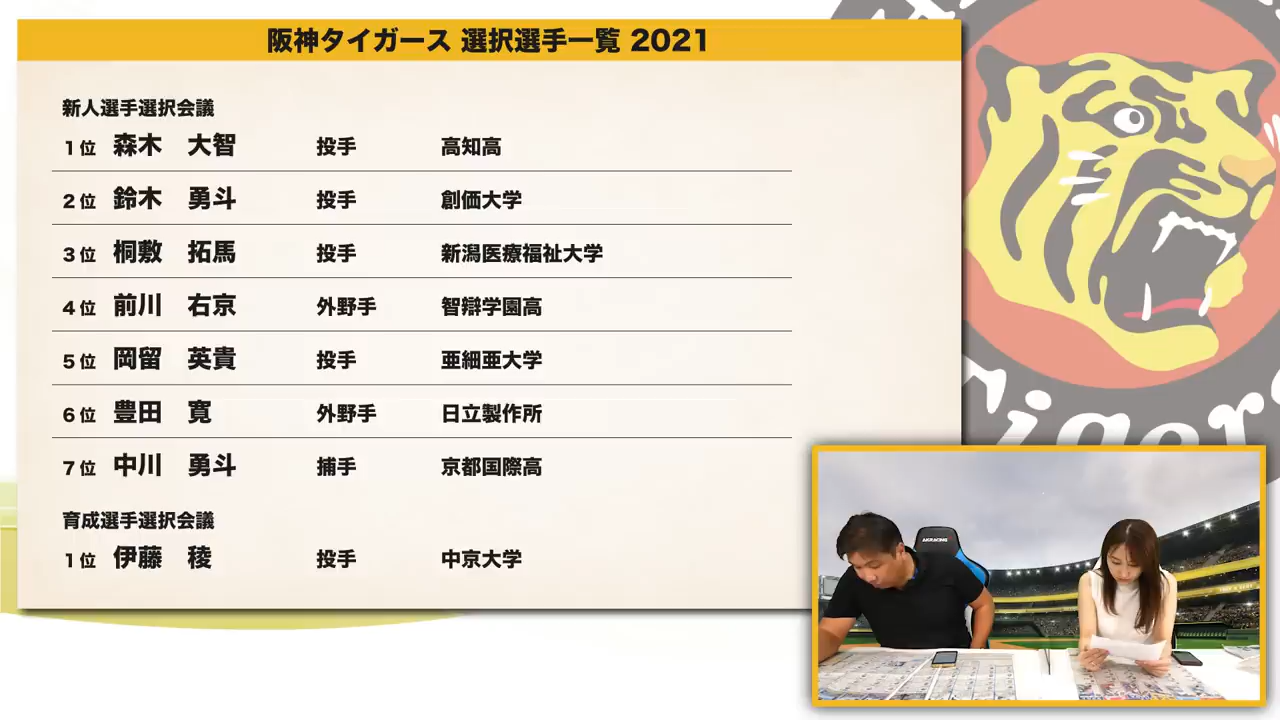 阪神タイガース 選択選手一覧 2021
新人選手選択会議
1位 森木 大智 投手 高知高
2位 鈴木 勇斗 投手 創価大学
3位 桐敷 拓馬 投手 新潟医療福祉大学
4位 前川 右京 外野手 智辯学園高
5位 岡留 英貴 投手 亜細亜大学
6位 豊田 寛 外野手 日立製作所
7位 中川 勇斗 捕手 京都国際高
育成選手選択会議
1位 伊藤 稜 投手 中京大学
Tigers
AKRACING